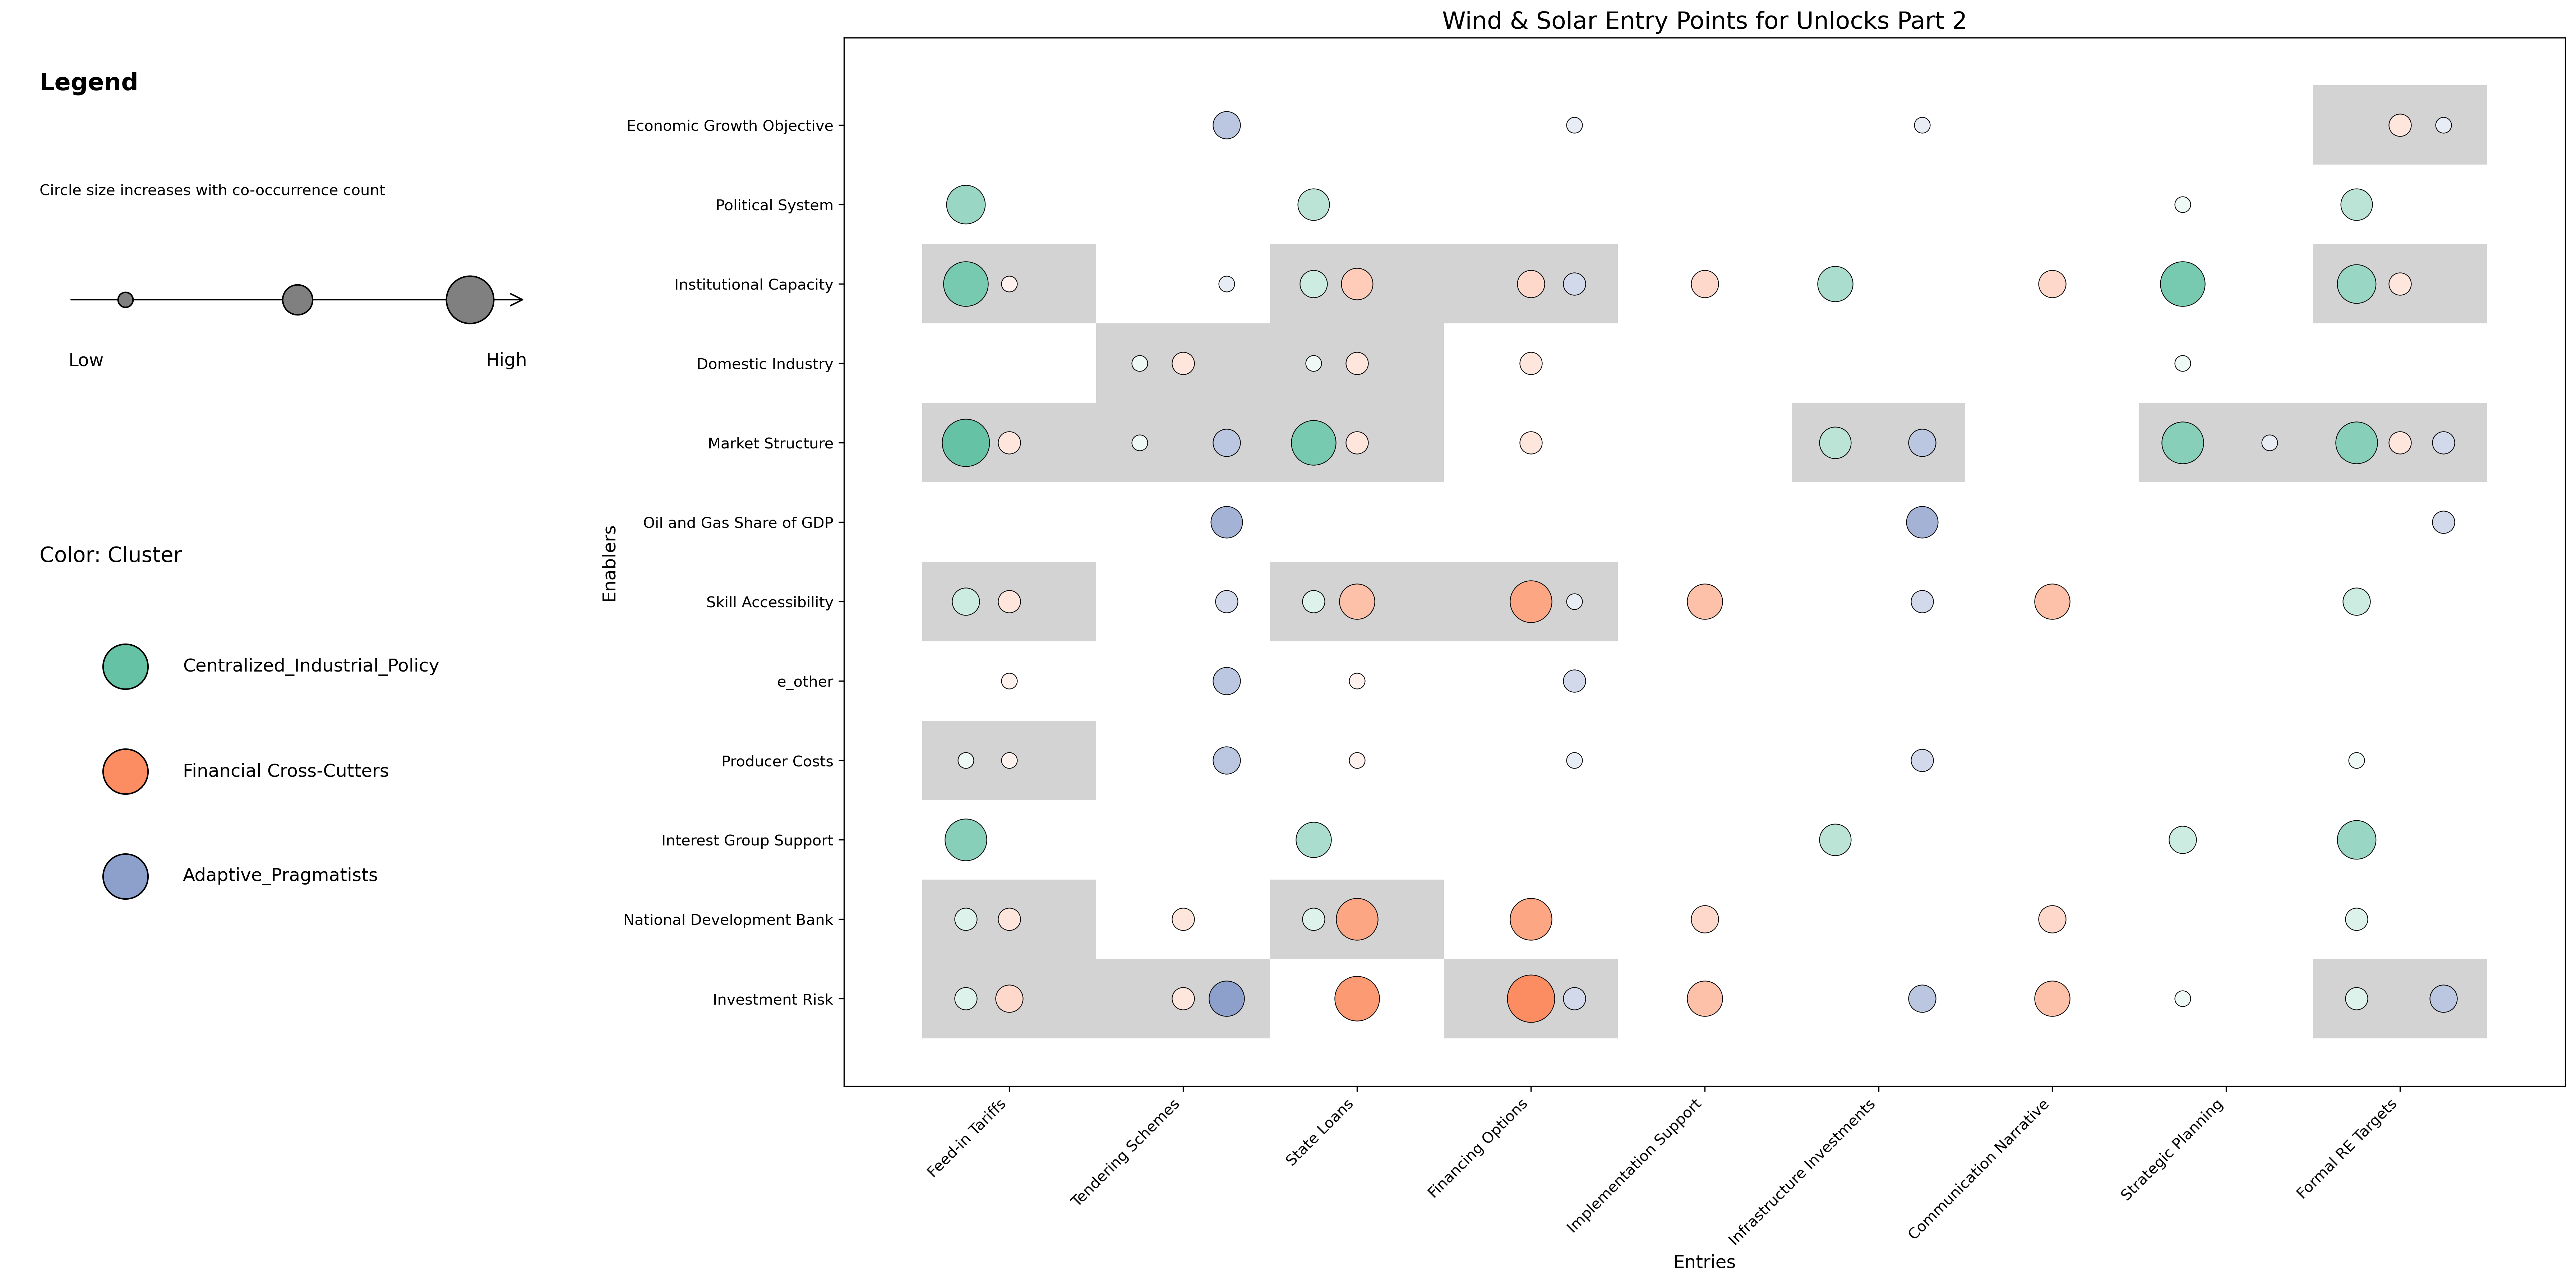 Wind & Solar Entry Points for Unlocks Part 2
Legend
Circle size increases with co-occurrence count
Low
High
Color: Cluster
Centralized_Industrial_Policy
Financial Cross-Cutters
Adaptive_Pragmatists
Enablers
Economic Growth Objective
Political System
Institutional Capacity
Domestic Industry
Market Structure
Oil and Gas Share of GDP
Skill Accessibility
e_other
Producer Costs
Interest Group Support
National Development Bank
Investment Risk
Feed-in Tariffs
Tendering Schemes
State Loans
Financing Options
Implementation Support
Infrastructure Investments
Communication Narrative
Strategic Planning
Formal RE Targets
Entries